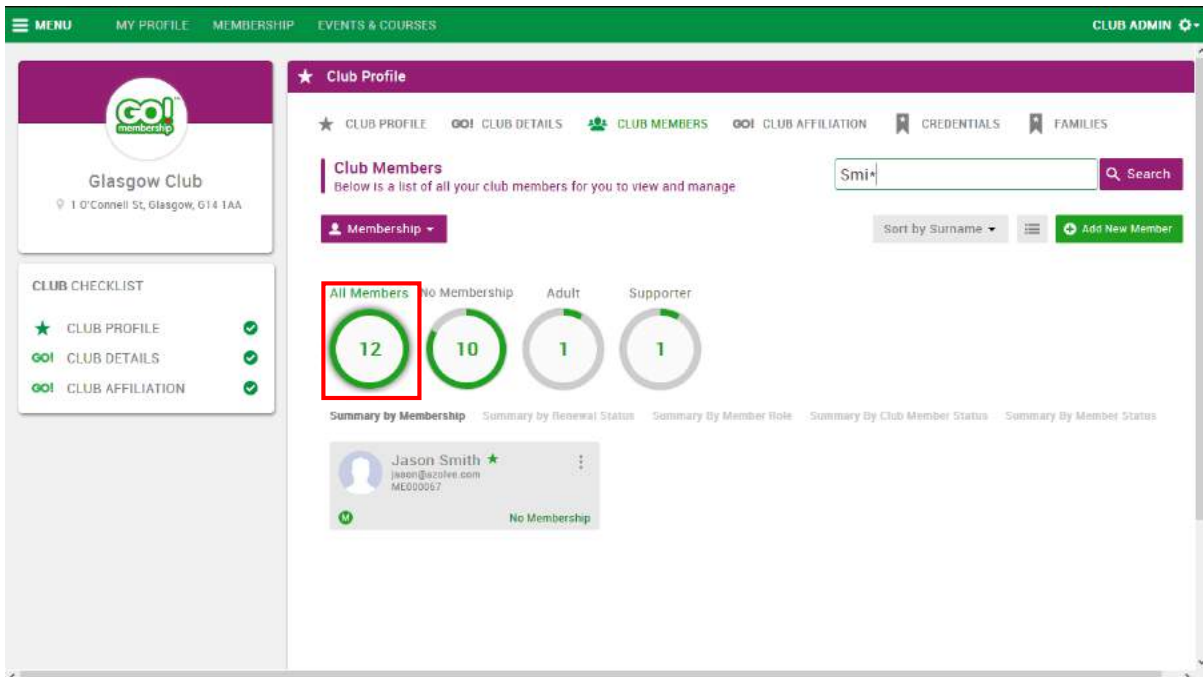 MENU MY PROFILE MEMBERSHIP EVENTS & COURSES CLUB ADMIN
GO!
membership
Glasgow Club
1 O'Connell St, Glasgow, G14 1AA
CLUB CHECKLIST
CLUB PROFILE
GO! CLUB DETAILS
GO! CLUB AFFILIATION
Club Profile
CLUB PROFILE GO! CLUB DETAILS CLUB MEMBERS GO! CLUB AFFILIATION CREDENTIALS FAMILIES
Club Members
Below is a list of all your club members for you to view and manage
Smi* Search
Membership Sort by Surname Add New Member
All Members No Membership Adult Supporter
12 10 1 1
Summary by Membership Summary by Renewal Status Summary By Member Role Summary By Club Member Status Summary By Member Status
Jason Smith
jason@azolve.com
ME000067
M No Membership